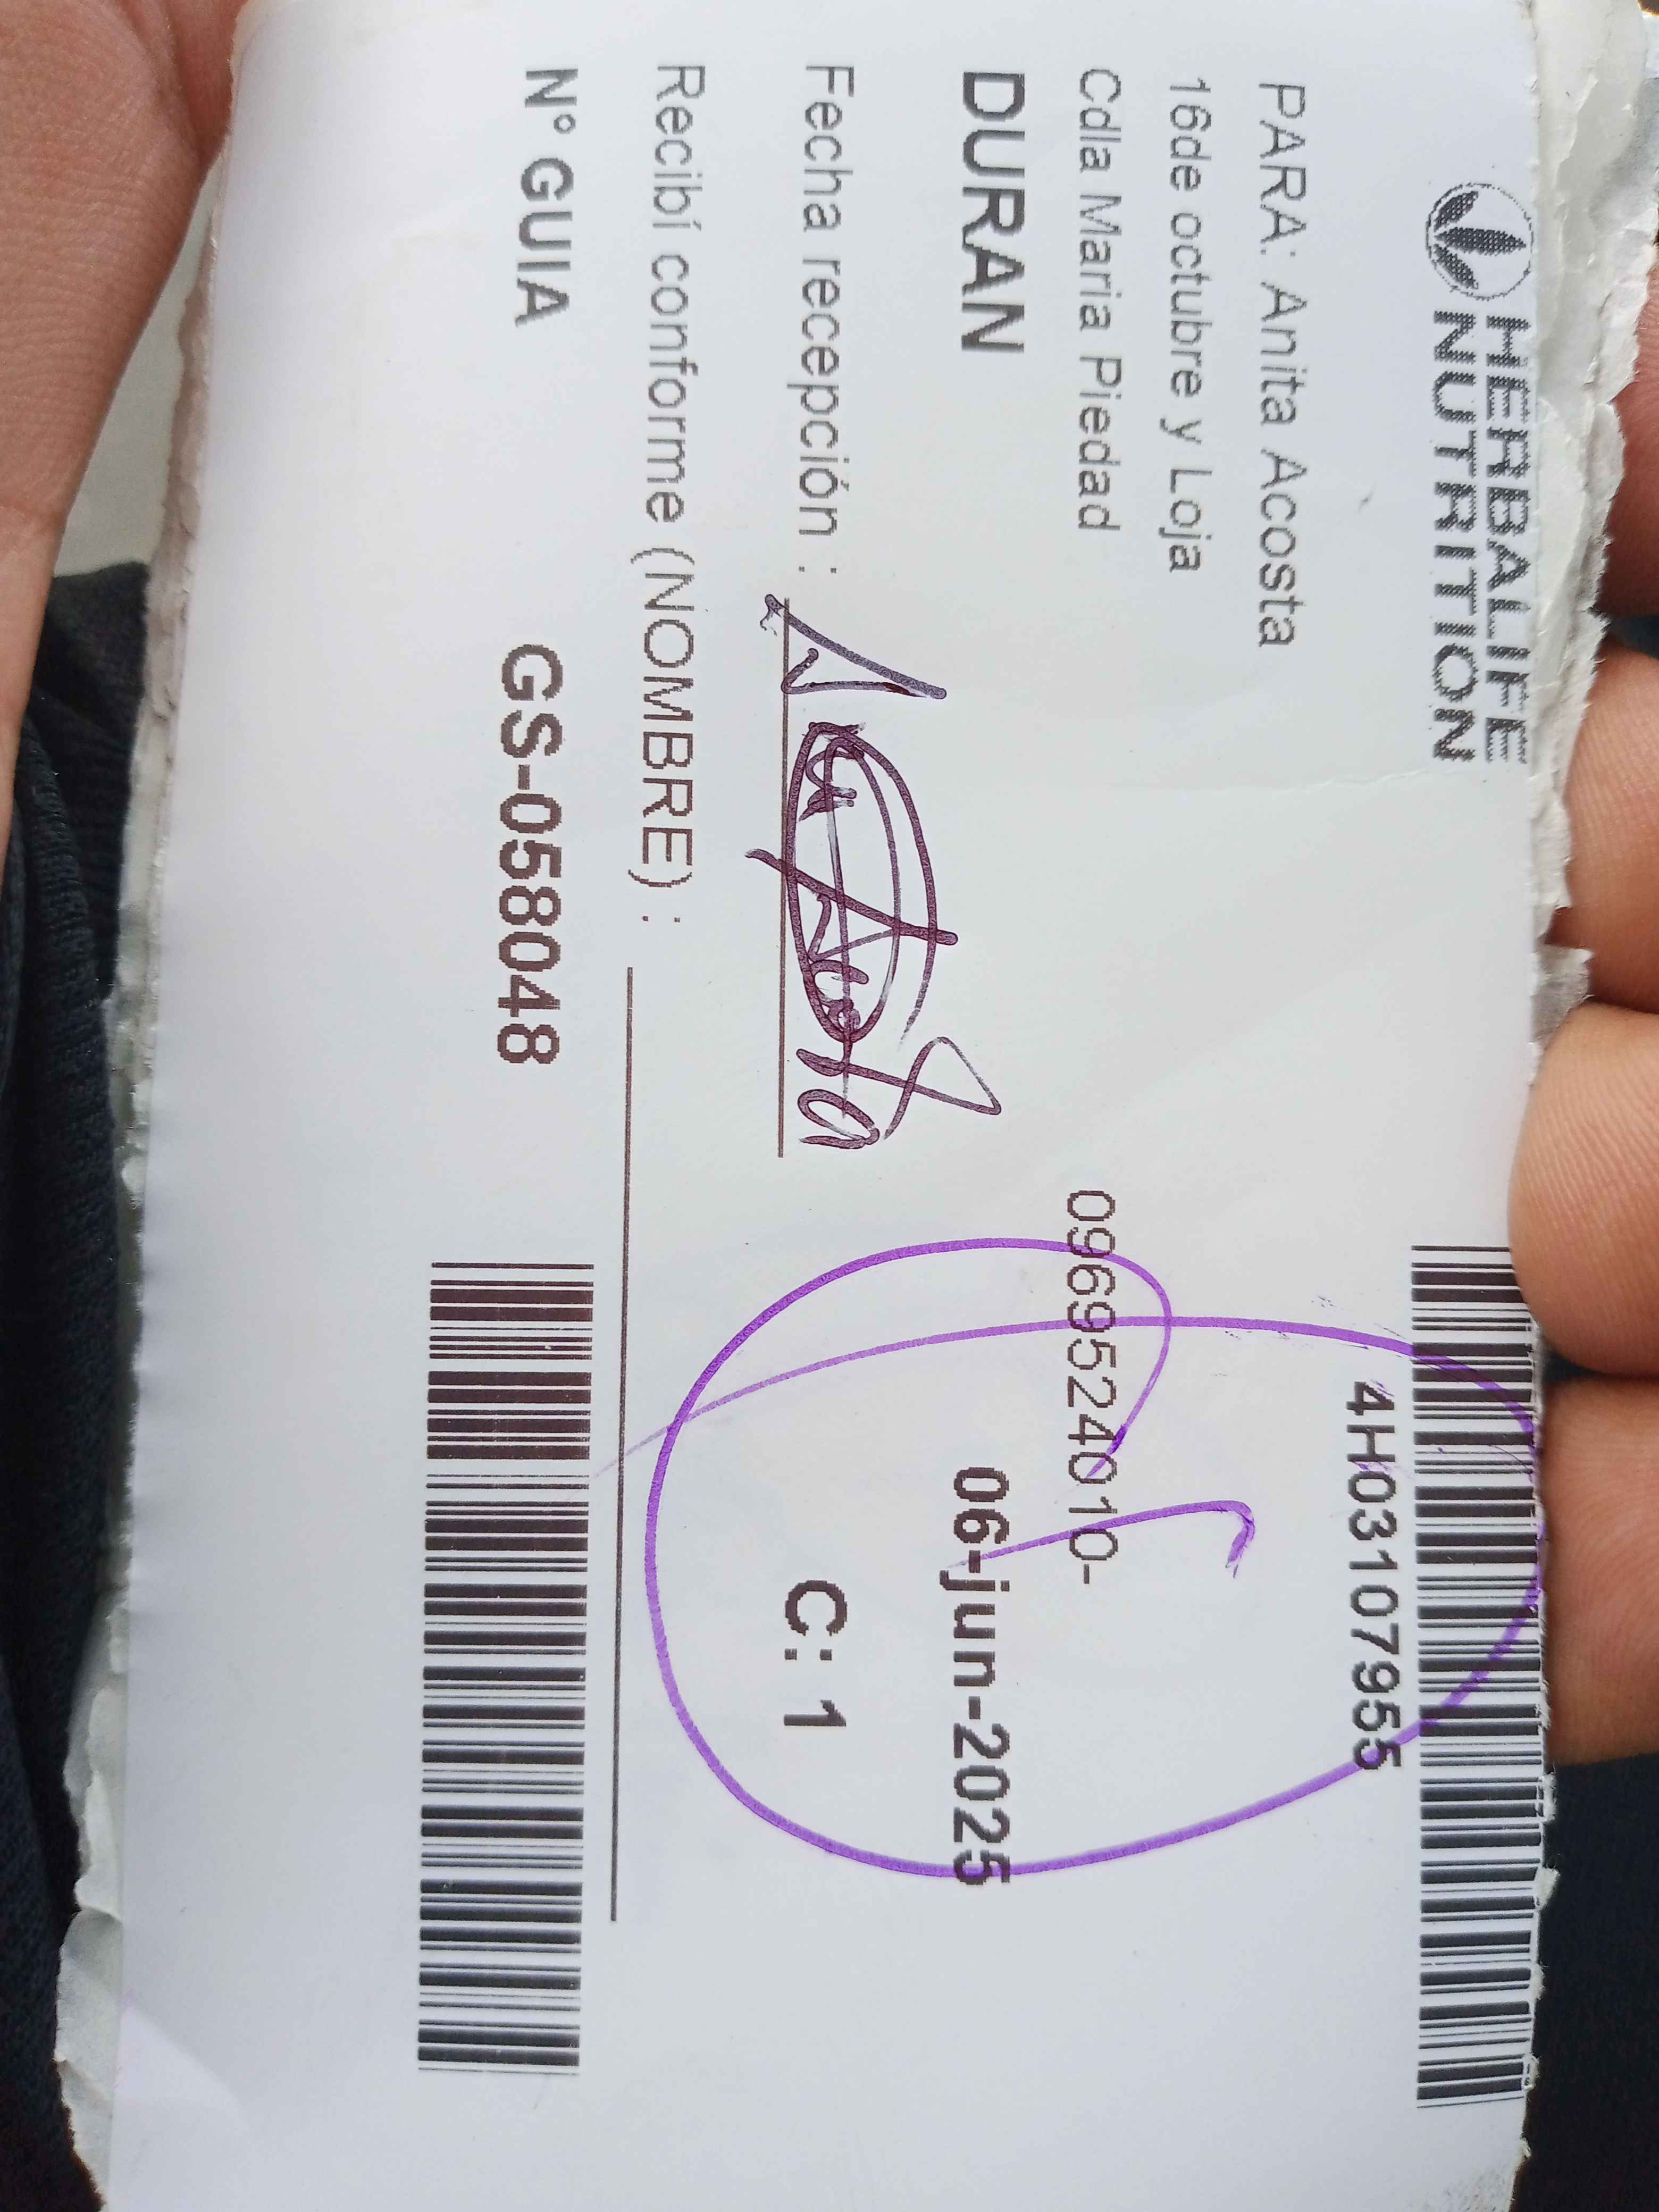 HERBALIFE
NUTRITION
4H03107955
PARA: Anita Acosta
16de octubre y Loja
Cdla Maria Piedad
0969524010-
DURAN
06-jun-2025
Fecha recepción :
Acosta
C: 1
Recibí conforme (NOMBRE) :
N° GUIA
GS-058048